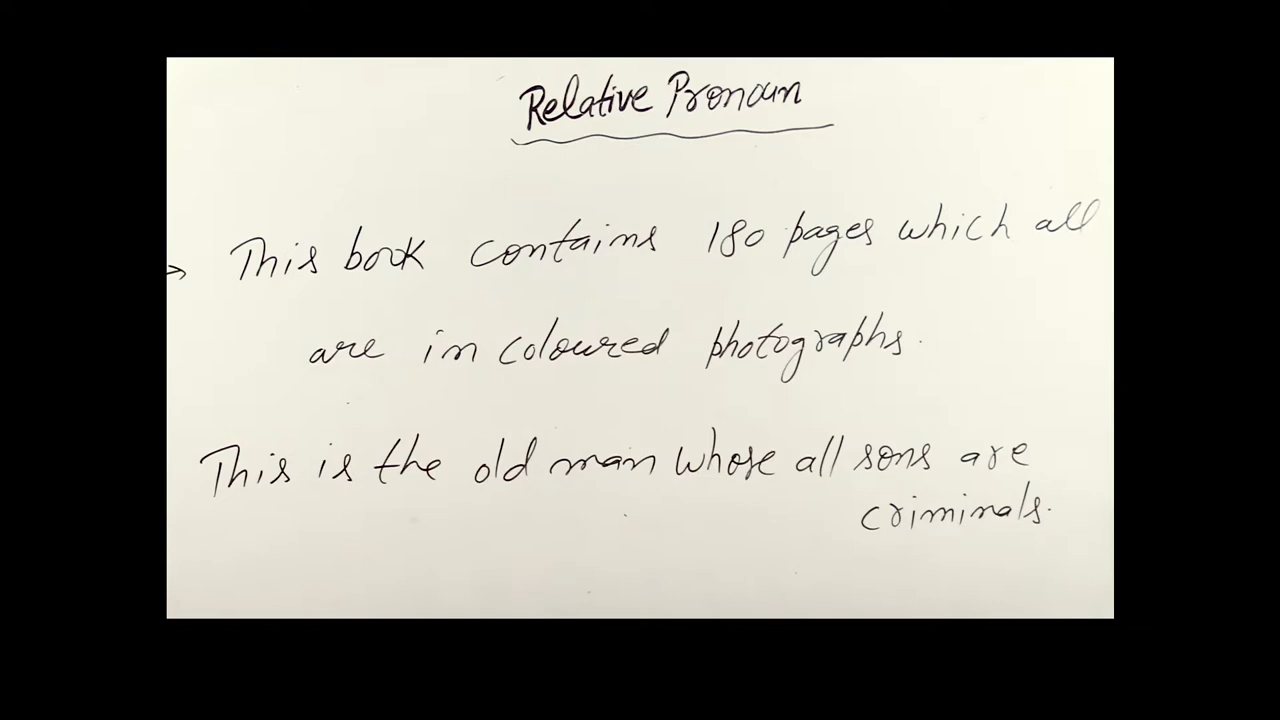 Relative Pronoun
→ This book contains 180 pages which all
are in coloured photographs.
This is the old man whose all sons are
criminals.